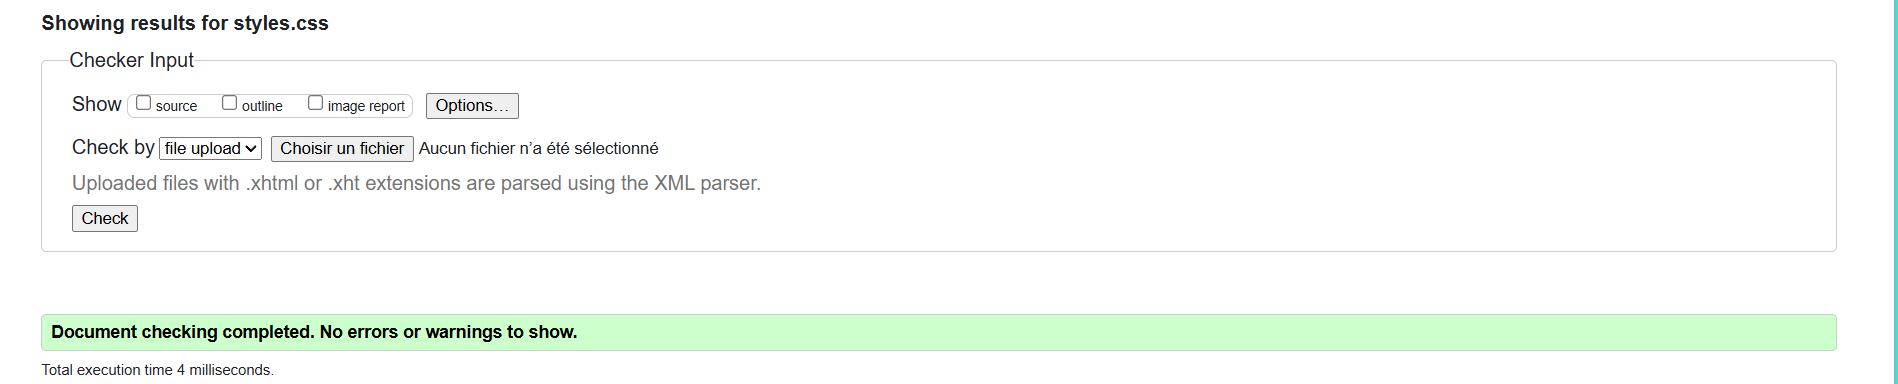 Showing results for styles.css
Checker Input
Show source outline image report Options…
Check by file upload Choisir un fichier Aucun fichier n’a été sélectionné
Uploaded files with .xhtml or .xht extensions are parsed using the XML parser.
Check
Document checking completed. No errors or warnings to show.
Total execution time 4 milliseconds.